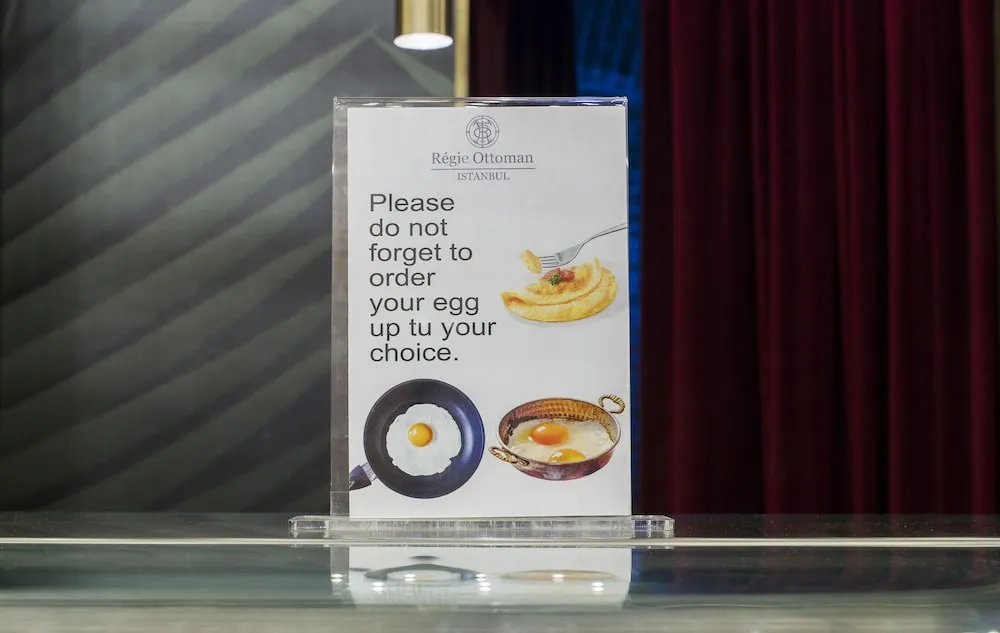 Régie Ottoman
ISTANBUL
Please
do not
forget to
order
your egg
up tu your
choice.